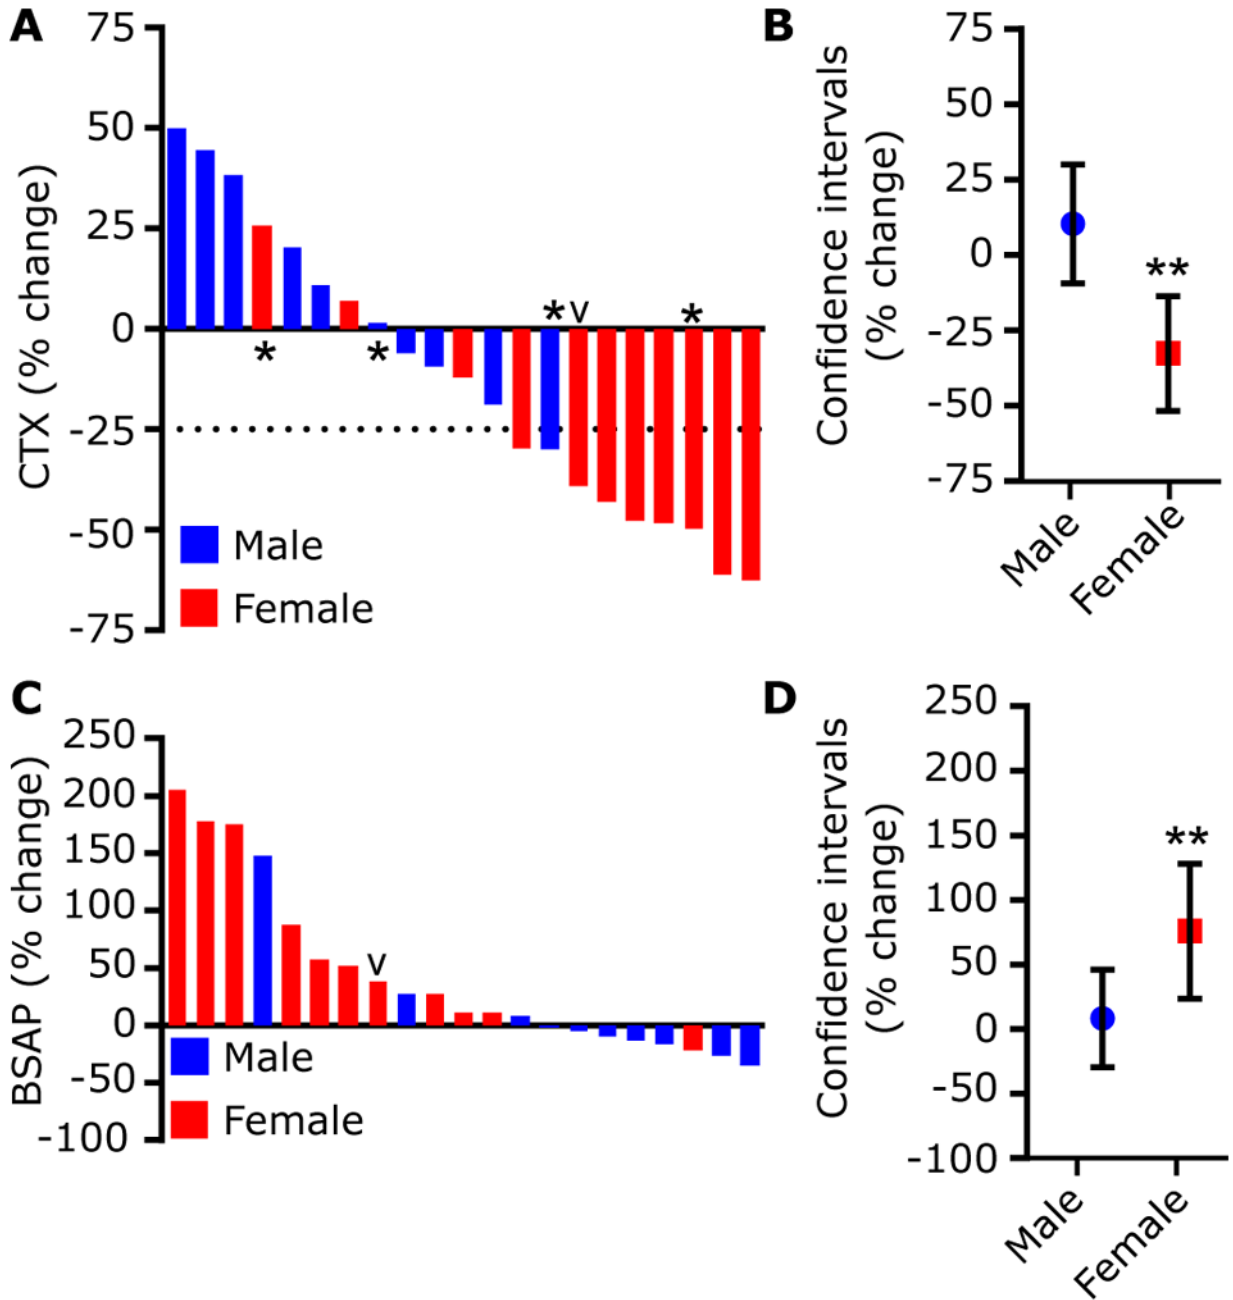 A
CTX (% change)
75
50
25
0
-25
-50
-75
*
*
* v
*
Male
Female
B
Confidence intervals
(% change)
75
50
25
0
-25
-50
-75
**
Male
Female
C
BSAP (% change)
250
200
150
100
50
0
-50
-100
v
Male
Female
D
Confidence intervals
(% change)
250
200
150
100
50
0
-50
-100
**
Male
Female